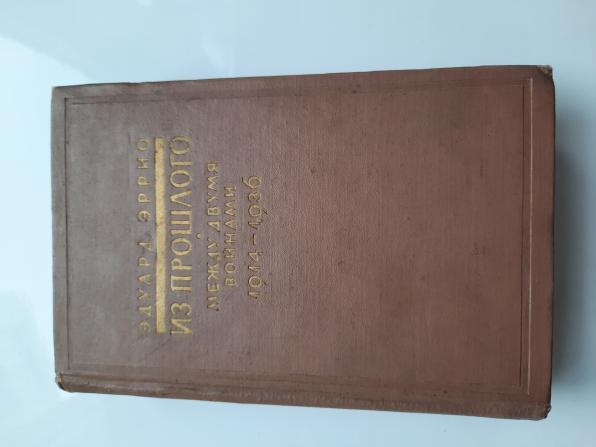 ЭДУАРД ЭРРИО
ИЗ ПРОШЛОГО
МЕЖДУ ДВУМЯ
ВОЙНАМИ
1914-1936